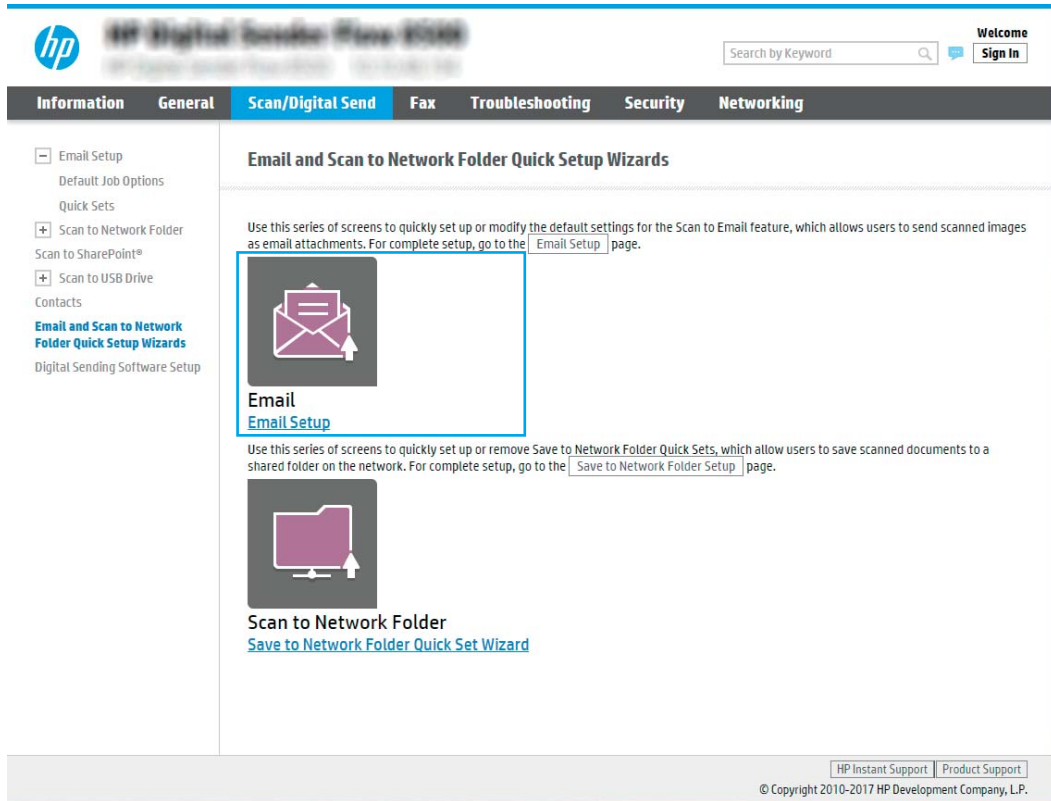 hp
Welcome
Search by Keyword
Sign In
Information General Scan/Digital Send Fax Troubleshooting Security Networking
Email Setup
Default Job Options
Quick Sets
Scan to Network Folder
Scan to SharePoint®
Scan to USB Drive
Contacts
Email and Scan to Network
Folder Quick Setup Wizards
Digital Sending Software Setup
Email and Scan to Network Folder Quick Setup Wizards
Use this series of screens to quickly set up or modify the default settings for the Scan to Email feature, which allows users to send scanned images
as email attachments. For complete setup, go to the Email Setup page.
Email
Email Setup
Use this series of screens to quickly set up or remove Save to Network Folder Quick Sets, which allow users to save scanned documents to a
shared folder on the network. For complete setup, go to the Save to Network Folder Setup page.
Scan to Network Folder
Save to Network Folder Quick Set Wizard
HP Instant Support Product Support
© Copyright 2010-2017 HP Development Company, L.P.